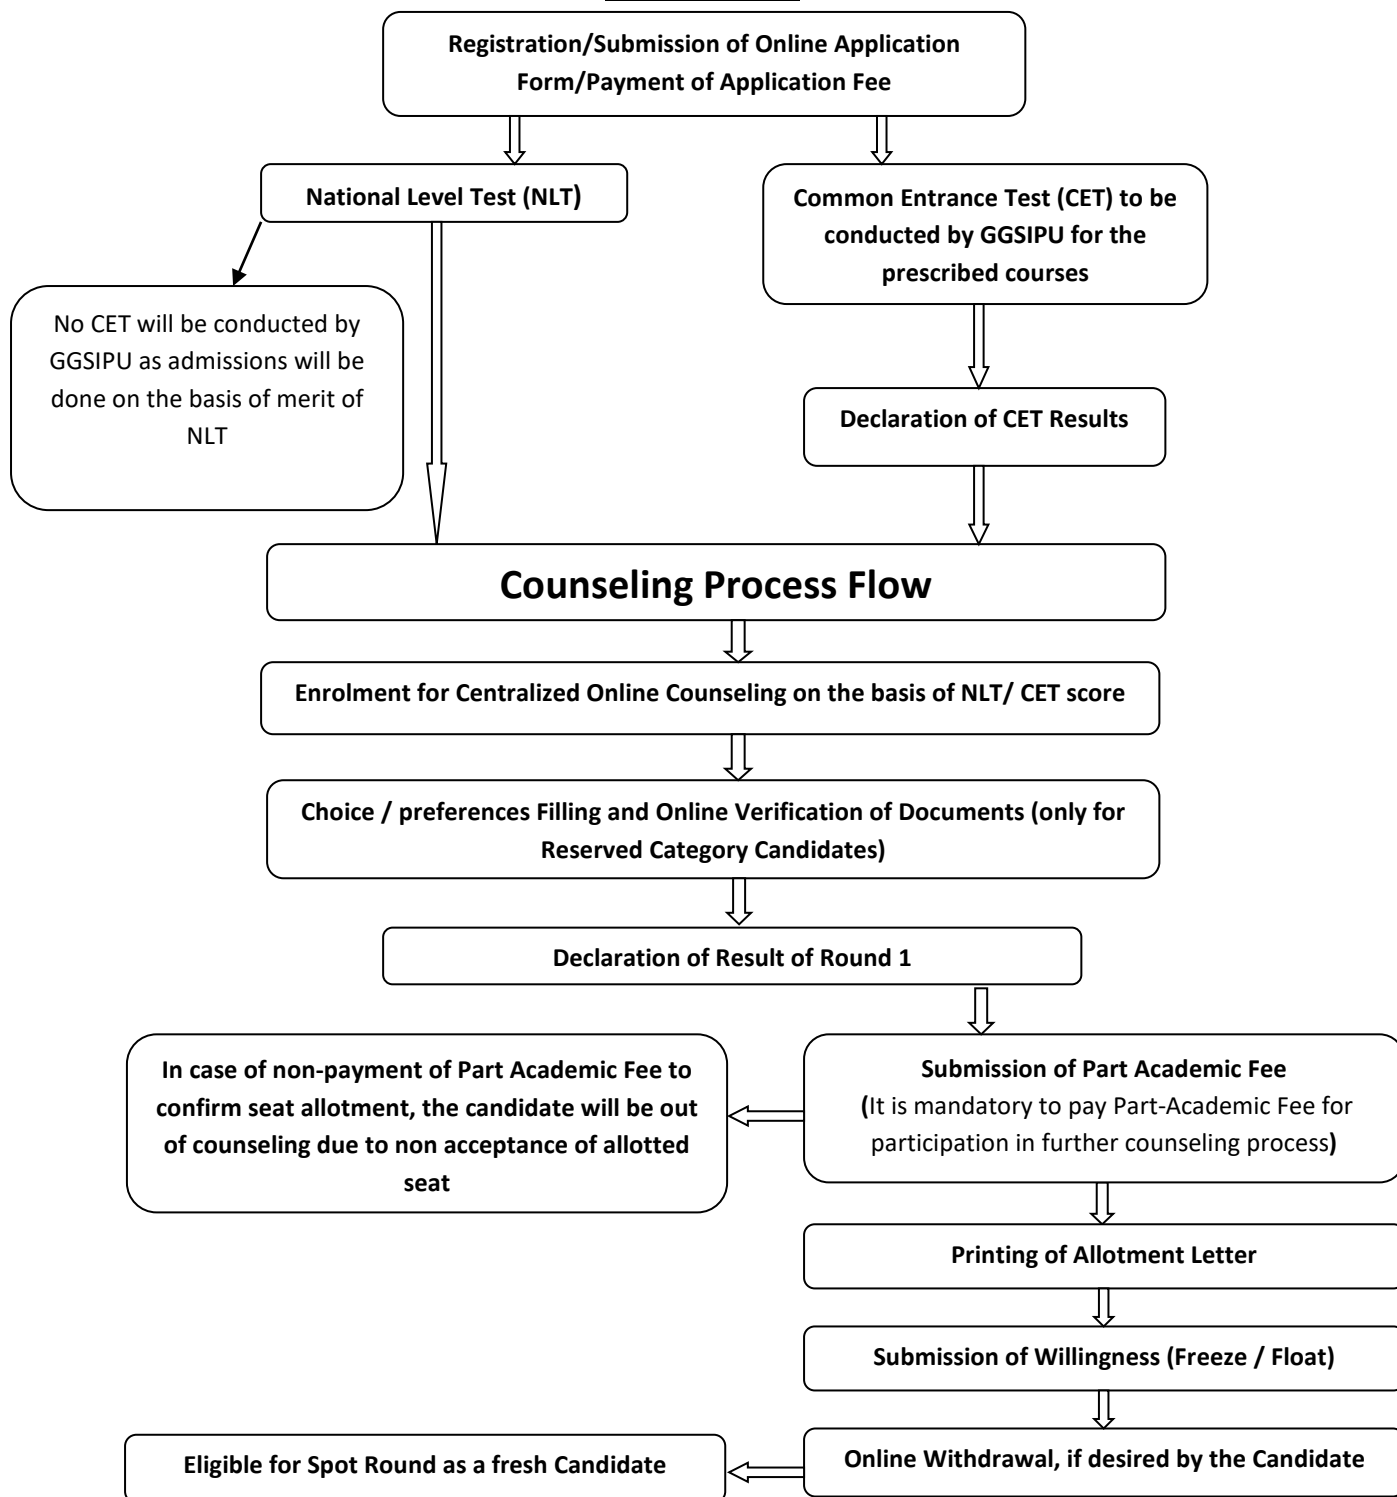 Registration/Submission of Online Application
Form/Payment of Application Fee
National Level Test (NLT)
Common Entrance Test (CET) to be
conducted by GGSIPU for the
prescribed courses
No CET will be conducted by
GGSIPU as admissions will be
done on the basis of merit of
NLT
Declaration of CET Results
Counseling Process Flow
Enrolment for Centralized Online Counseling on the basis of NLT/ CET score
Choice / preferences Filling and Online Verification of Documents (only for
Reserved Category Candidates)
Declaration of Result of Round 1
In case of non-payment of Part Academic Fee to
confirm seat allotment, the candidate will be out
of counseling due to non acceptance of allotted
seat
Submission of Part Academic Fee
(It is mandatory to pay Part-Academic Fee for
participation in further counseling process)
Printing of Allotment Letter
Submission of Willingness (Freeze / Float)
Online Withdrawal, if desired by the Candidate
Eligible for Spot Round as a fresh Candidate